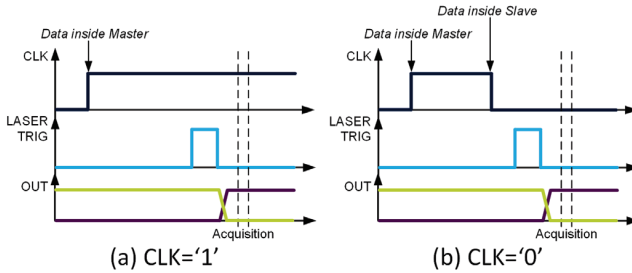 Data inside Master
CLK
LASER
TRIG
OUT
Acquisition
(a) CLK='1'
Data inside Slave
Data inside Master
CLK
LASER
TRIG
OUT
Acquisition
(b) CLK='0'